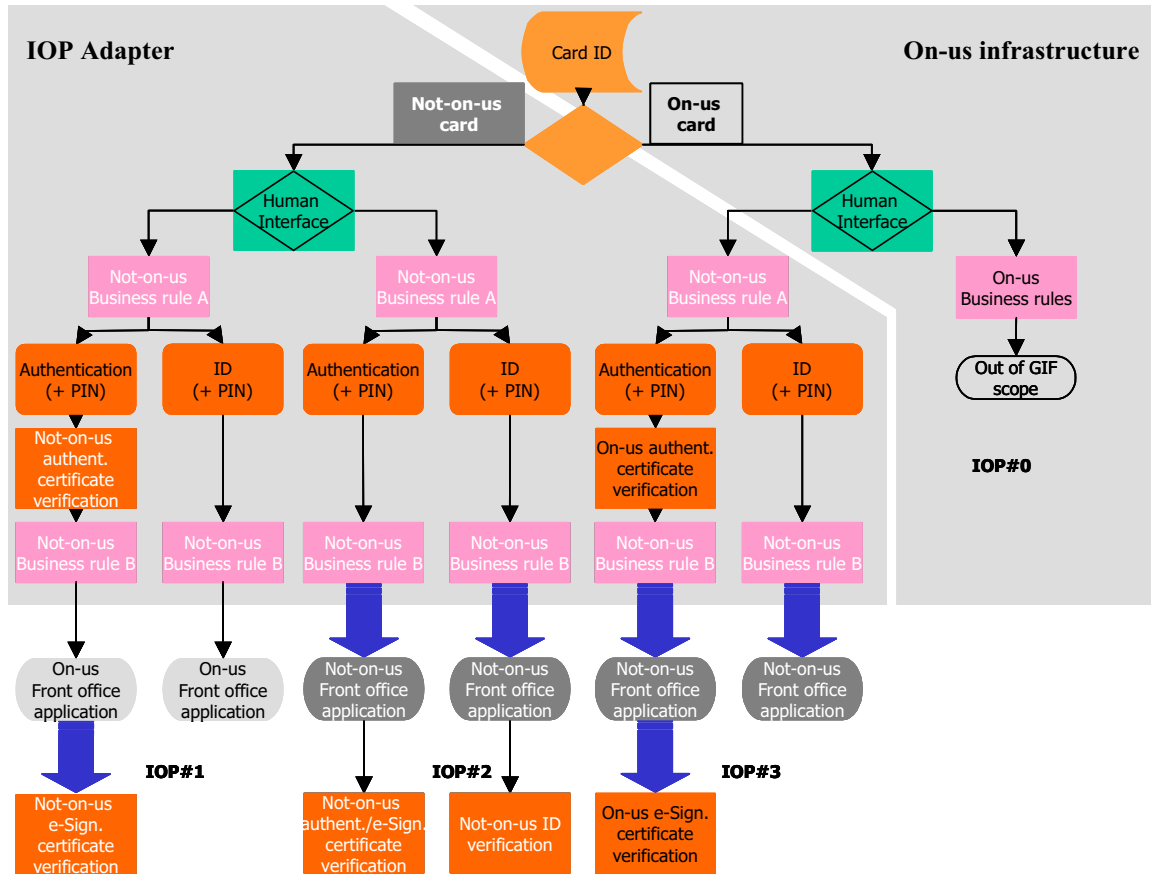 IOP Adapter
Card ID
On-us infrastructure
Not-on-us
card
On-us
card
Human
Interface
Human
Interface
Not-on-us
Business rule A
Not-on-us
Business rule A
Not-on-us
Business rule A
On-us
Business rules
Authentication
(+ PIN)
ID
(+ PIN)
Authentication
(+ PIN)
ID
(+ PIN)
Authentication
(+ PIN)
ID
(+ PIN)
Out of GIF
scope
Not-on-us
authent.
certificate
verification
On-us authent.
certificate
verification
IOP#0
Not-on-us
Business rule B
Not-on-us
Business rule B
Not-on-us
Business rule B
Not-on-us
Business rule B
Not-on-us
Business rule B
Not-on-us
Business rule B
On-us
Front office
application
On-us
Front office
application
Not-on-us
Front office
application
Not-on-us
Front office
application
Not-on-us
Front office
application
Not-on-us
Front office
application
IOP#1
IOP#2
IOP#3
Not-on-us
e-Sign.
certificate
verification
Not-on-us
authent./e-Sign.
certificate
verification
Not-on-us ID
verification
On-us e-Sign.
certificate
verification